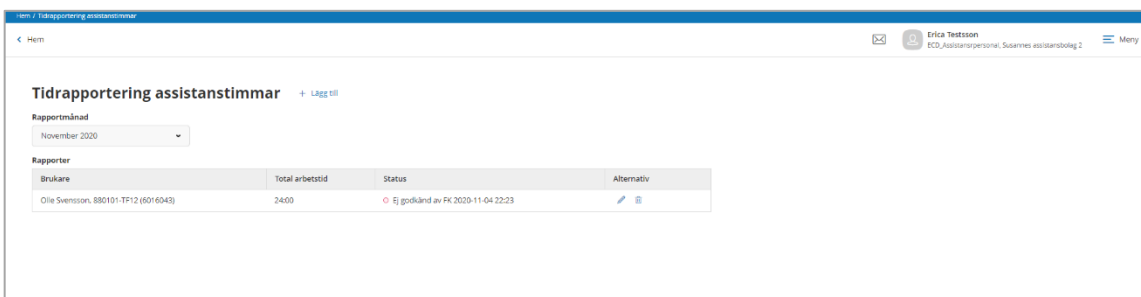 Hem / Tidrapportering assistanstimmar
Hem
Erica Testsson
ECD_Assistanspersonal, Susannes assistansbolag 2
Meny
Tidrapportering assistanstimmar + Lägg till
Rapportmånad
November 2020
Rapporter
Brukare Total arbetstid Status Alternativ
Olle Svensson, 880101-TF12 (6016043) 24:00 Ej godkänd av FK 2020-11-04 22:23